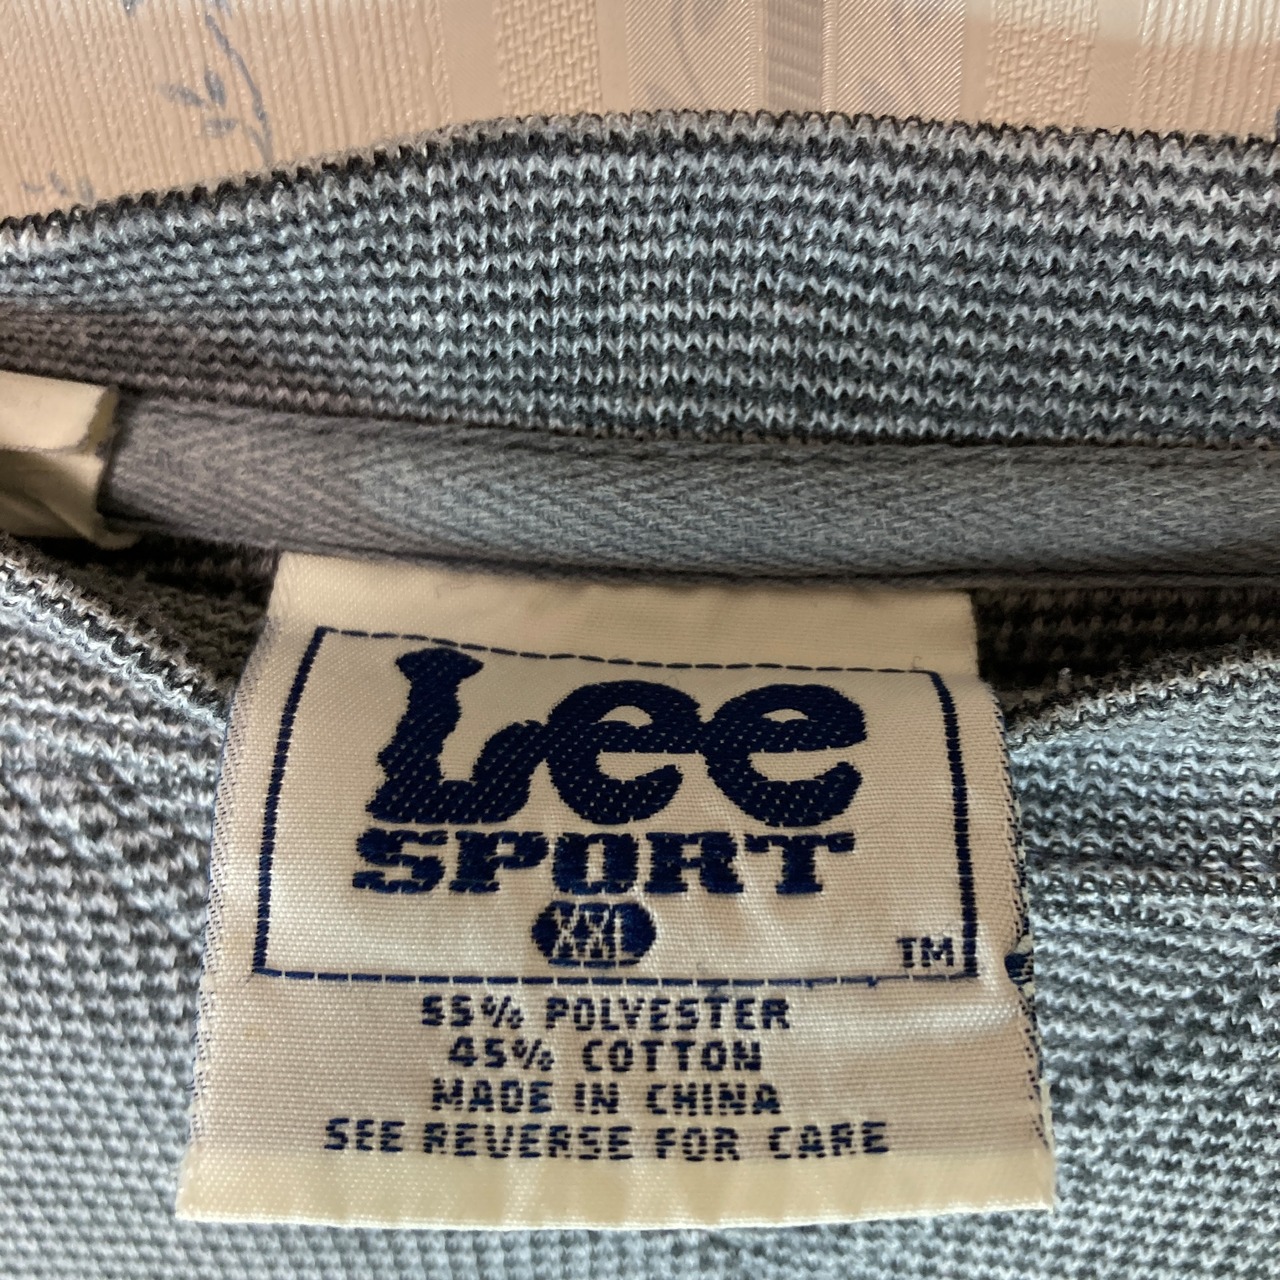 Lee
SPORT
XXL
TM
55% POLYESTER
45% COTTON
MADE IN CHINA
SEE REVERSE FOR CARE